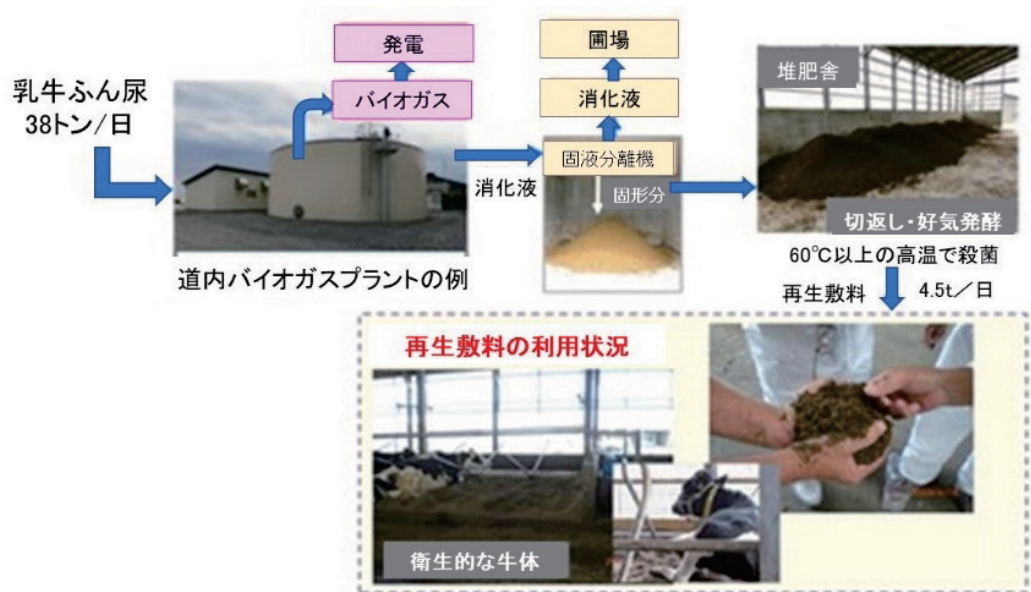 発電
バイオガス
乳牛ふん尿
38トン/日
道内バイオガスプラントの例
消化液
圃場
消化液
固液分離機
固形分
堆肥舎
切返し・好気発酵
60℃以上の高温で殺菌
再生敷料
4.5t/日
再生敷料の利用状況
衛生的な牛体